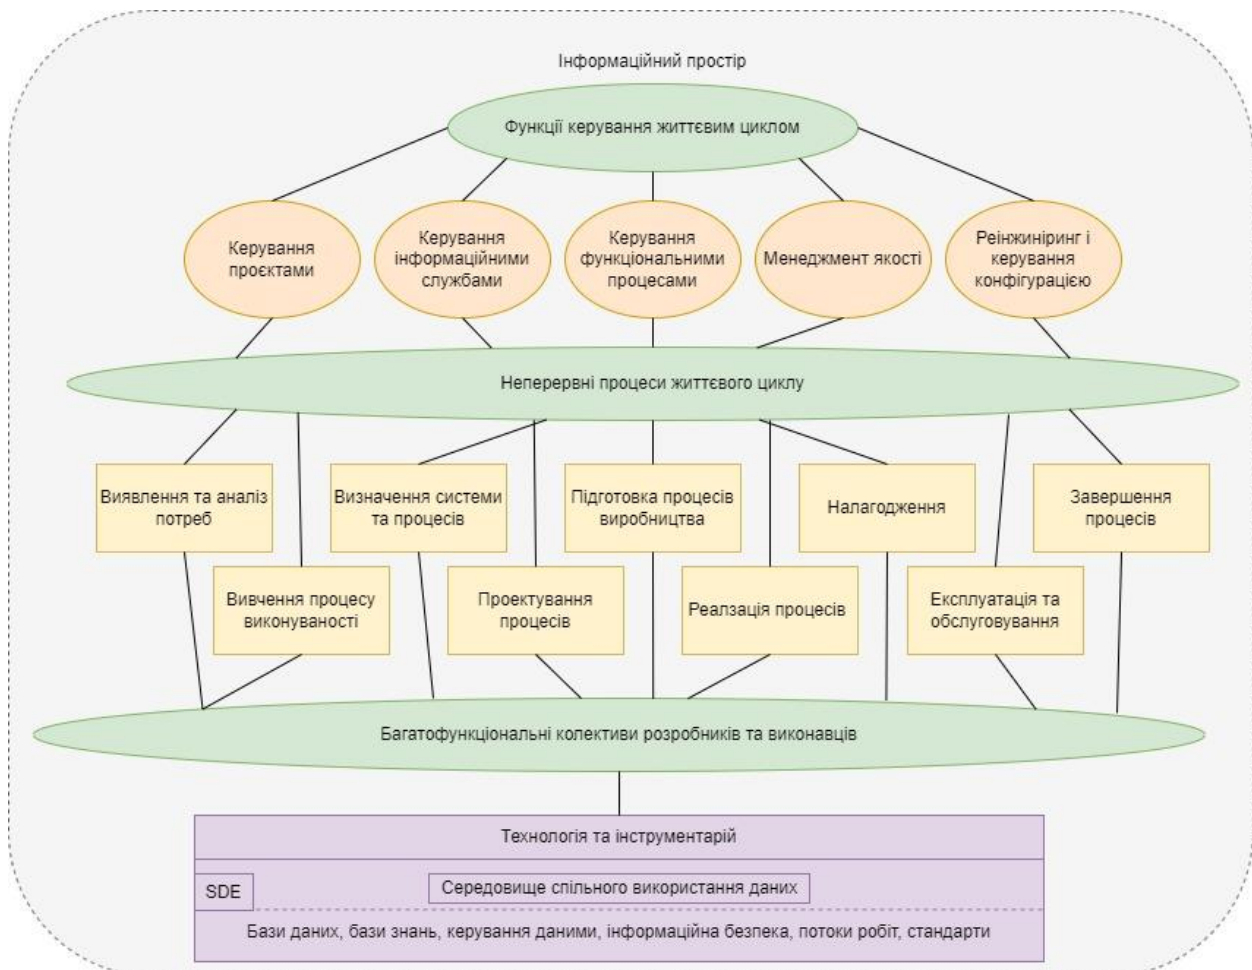 Інформаційний простір
Функції керування життєвим циклом
Керування
проєктами
Керування
інформаційними
службами
Керування
функціональними
процесами
Менеджмент якості
Реінжиніринг і
керування
конфігурацією
Неперервні процеси життєвого циклу
Виявлення та аналіз
потреб
Визначення системи
та процесів
Підготовка процесів
виробництва
Налагодження
Завершення
процесів
Вивчення процесу
виконуваності
Проектування
процесів
Реалзація процесів
Експлуатація та
обслуговування
Багатофункціональні колективи розробників та виконавців
Технологія та інструментарій
SDE
Середовище спільного використання даних
Бази даних, бази знань, керування даними, інформаційна безпека, потоки робіт, стандарти